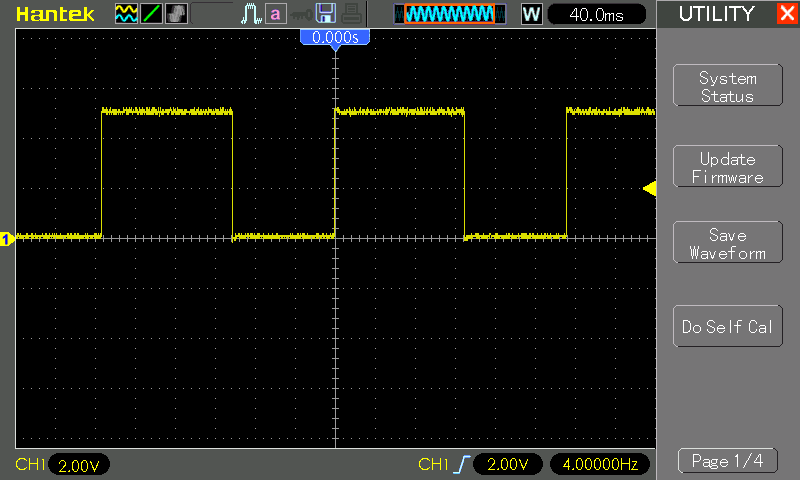 Hantek
a
W
40.0ms
UTILITY
0.000s
System
Status
Update
Firmware
1
Save
Waveform
Do Self Cal
CH1 2.00V
CH1 2.00V 4.00000Hz
Page 1/4